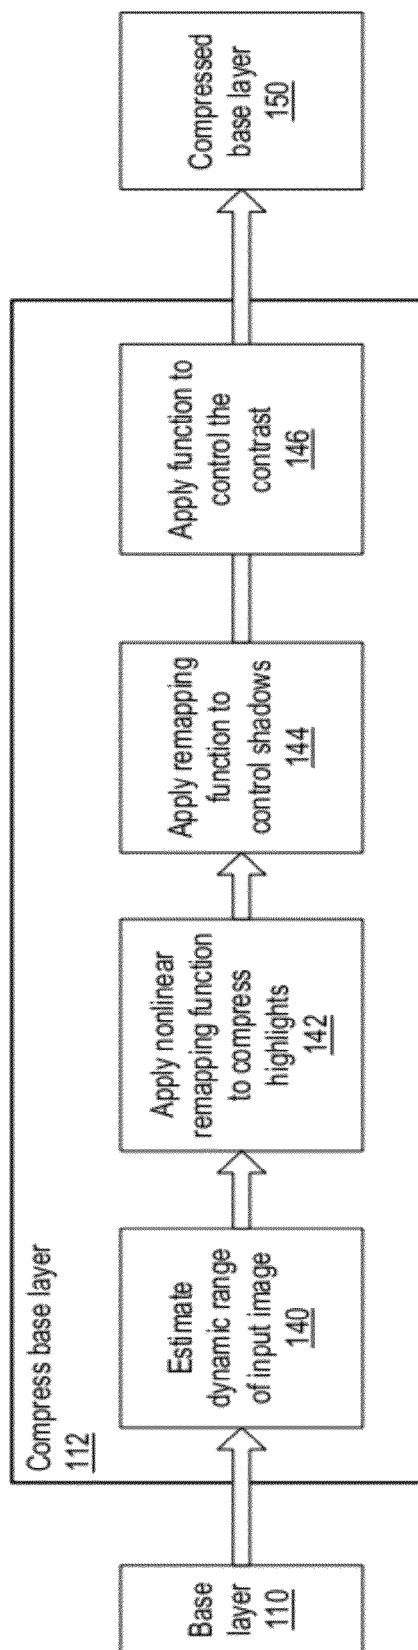 Base
layer
110
Compress base layer
112
Estimate
dynamic range
of input image
140
Apply nonlinear
remapping function
to compress
highlights
142
Apply remapping
function to
control shadows
144
Apply function to
control the
contrast
146
Compressed
base layer
150